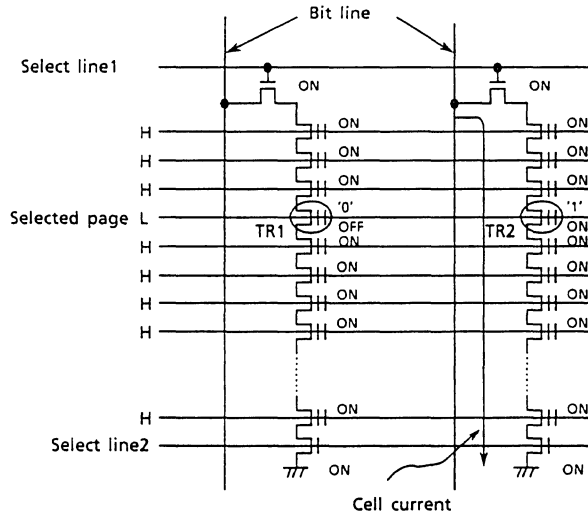 Bit line
Select line1
ON ON
H ON ON
H ON ON
H ON ON
Selected page L '0' '1'
TR1 OFF TR2 ON
H ON ON
H ON ON
H ON ON
H ON ON
H ON ON
Select line2
ON ON
Cell current